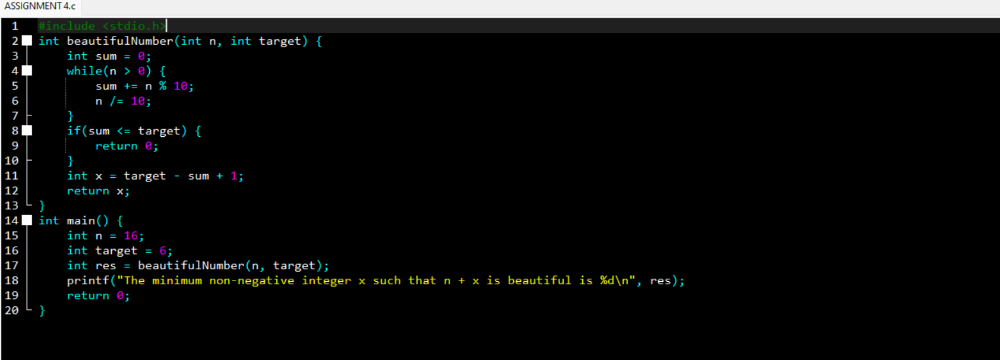 ASSIGNMENT 4.c
1 #include <stdio.h>
2 int beautifulNumber(int n, int target) {
3 int sum = 0;
4 while(n > 0) {
5 sum += n % 10;
6 n /= 10;
7 }
8 if(sum <= target) {
9 return 0;
10 }
11 int x = target - sum + 1;
12 return x;
13 }
14 int main() {
15 int n = 16;
16 int target = 6;
17 int res = beautifulNumber(n, target);
18 printf("The minimum non-negative integer x such that n + x is beautiful is %d\n", res);
19 return 0;
20 }